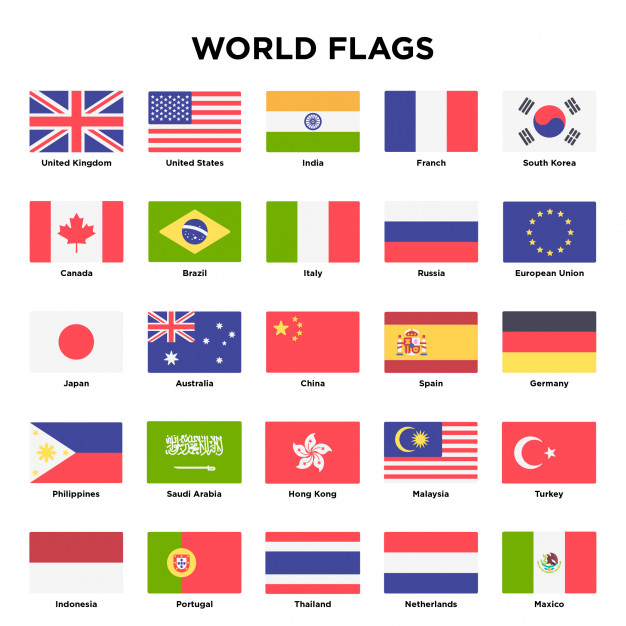 WORLD FLAGS
United Kingdom United States India Franch South Korea
Canada Brazil Italy Russia European Union
Japan Australia China Spain Germany
Philippines Saudi Arabia Hong Kong Malaysia Turkey
Indonesia Portugal Thailand Netherlands Maxico